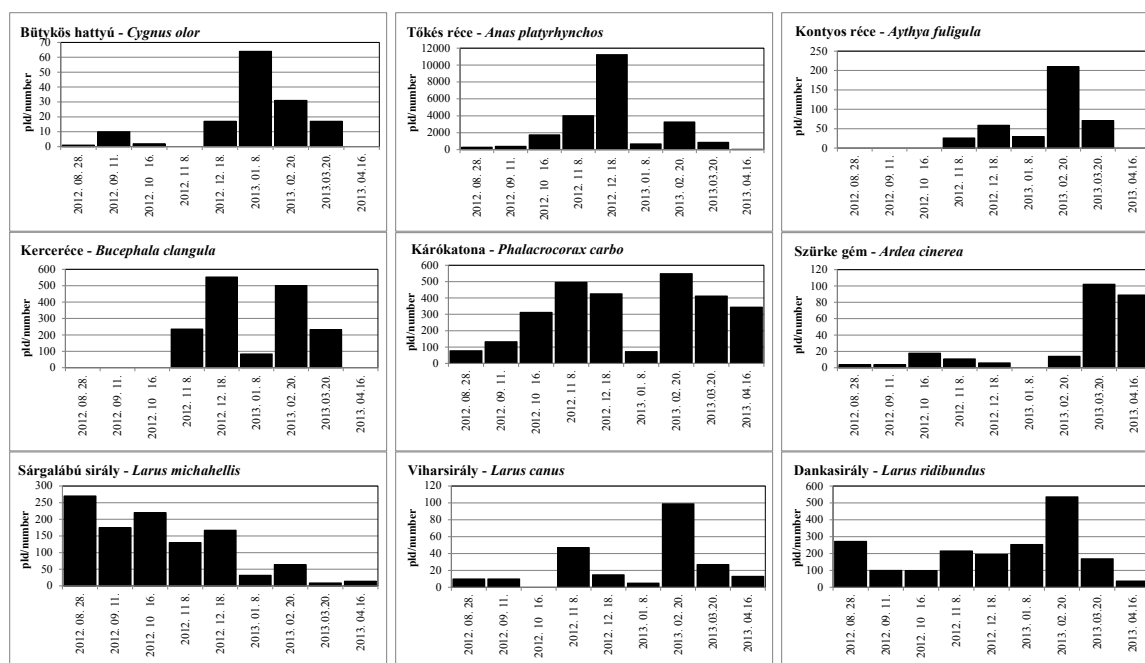 Bütykös hattyú - Cygnus olor
pld/number
70
60
50
40
30
20
10
0
2012. 08. 28.
2012. 09. 11.
2012. 10 16.
2012. 11 8.
2012. 12. 18.
2013. 01. 8.
2013. 02. 20.
2013.03.20.
2013. 04.16.
Tőkés réce - Anas platyrhynchos
pld/number
12000
10000
8000
6000
4000
2000
0
2012. 08. 28.
2012. 09. 11.
2012. 10 16.
2012. 11 8.
2012. 12. 18.
2013. 01. 8.
2013. 02. 20.
2013.03.20.
2013. 04.16.
Kontyos réce - Aythya fuligula
pld/number
250
200
150
100
50
0
2012. 08. 28.
2012. 09. 11.
2012. 10 16.
2012. 11 8.
2012. 12. 18.
2013. 01. 8.
2013. 02. 20.
2013.03.20.
2013. 04.16.
Kerceréce - Bucephala clangula
pld/number
600
500
400
300
200
100
0
2012. 08. 28.
2012. 09. 11.
2012. 10 16.
2012. 11 8.
2012. 12. 18.
2013. 01. 8.
2013. 02. 20.
2013.03.20.
2013. 04.16.
Kárókatona - Phalacrocorax carbo
pld/number
600
500
400
300
200
100
0
2012. 08. 28.
2012. 09. 11.
2012. 10 16.
2012. 11 8.
2012. 12. 18.
2013. 01. 8.
2013. 02. 20.
2013.03.20.
2013. 04.16.
Szürke gém - Ardea cinerea
pld/number
120
100
80
60
40
20
0
2012. 08. 28.
2012. 09. 11.
2012. 10 16.
2012. 11 8.
2012. 12. 18.
2013. 01. 8.
2013. 02. 20.
2013.03.20.
2013. 04.16.
Sárgalábú sirály - Larus michahellis
pld/number
300
250
200
150
100
50
0
2012. 08. 28.
2012. 09. 11.
2012. 10 16.
2012. 11 8.
2012. 12. 18.
2013. 01. 8.
2013. 02. 20.
2013.03.20.
2013. 04.16.
Viharsirály - Larus canus
pld/number
120
100
80
60
40
20
0
2012. 08. 28.
2012. 09. 11.
2012. 10 16.
2012. 11 8.
2012. 12. 18.
2013. 01. 8.
2013. 02. 20.
2013.03.20.
2013. 04.16.
Dankasirály - Larus ridibundus
pld/number
600
500
400
300
200
100
0
2012. 08. 28.
2012. 09. 11.
2012. 10 16.
2012. 11 8.
2012. 12. 18.
2013. 01. 8.
2013. 02. 20.
2013.03.20.
2013. 04.16.